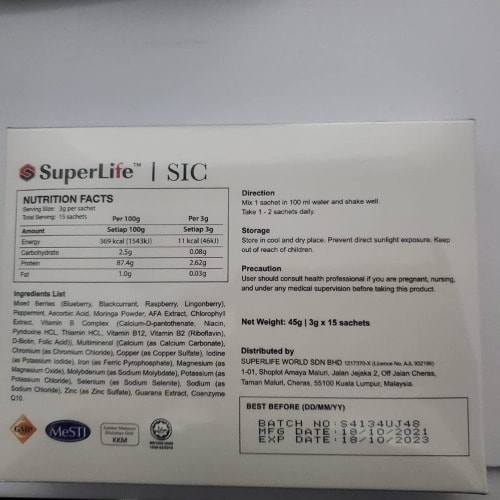 SuperLife™ | SIC
NUTRITION FACTS
Serving Size: 3g per sachet
Total Serving: 15 sachets
Per 100g Per 3g
Amount Setiap 100g Setiap 3g
Energy 369 kcal (1543kJ) 11 kcal (46kJ)
Carbohydrate 2.5g 0.08g
Protein 87.4g 2.62g
Fat 1.0g 0.03g
Ingredients List
Mixed Berries (Blueberry, Blackcurrant, Raspberry, Lingonberry),
Peppermint, Ascorbic Acid, Moringa Powder, AFA Extract, Chlorophyll
Extract, Vitamin B Complex (Calcium-D-pantothenate, Niacin,
Pyridoxine HCL, Thiamin HCL, Vitamin B12, Vitamin B2 (Riboflavin),
D-Biotin, Folic Acid)), Multimineral (Calcium (as Calcium Carbonate),
Chromium (as Chromium Chloride), Copper (as Copper Sulfate), Iodine
(as Potassium Iodide), Iron (as Ferric Pyrophosphate), Magnesium (as
Magnesium Oxide), Molybdenum (as Sodium Molybdate), Potassium (as
Potassium Chloride), Selenium (as Sodium Selenite), Sodium (as
Sodium Chloride), Zinc (as Zinc Sulfate), Guarana Extract, Coenzyme
Q10.
GMP
MeSTI
KKM
Direction
Mix 1 sachet in 100 ml water and shake well.
Take 1 - 2 sachets daily.
Storage
Store in cool and dry place. Prevent direct sunlight exposure. Keep
out of reach of children.
Precaution
User should consult health professional if you are pregnant, nursing,
and under any medical supervision before taking this product.
Net Weight: 45g | 3g x 15 sachets
Distributed by
SUPERLIFE WORLD SDN BHD 1217370-X (Licence No. AJL 932186)
1-01, Shoplot Amaya Maluri, Jalan Jejaka 2, Off Jalan Cheras,
Taman Maluri, Cheras, 55100 Kuala Lumpur, Malaysia.
BEST BEFORE (DD/MM/YY)
BATCH NO:S4134UJ48
MFG DATE:18/10/2021
EXP DATE:18/10/2023